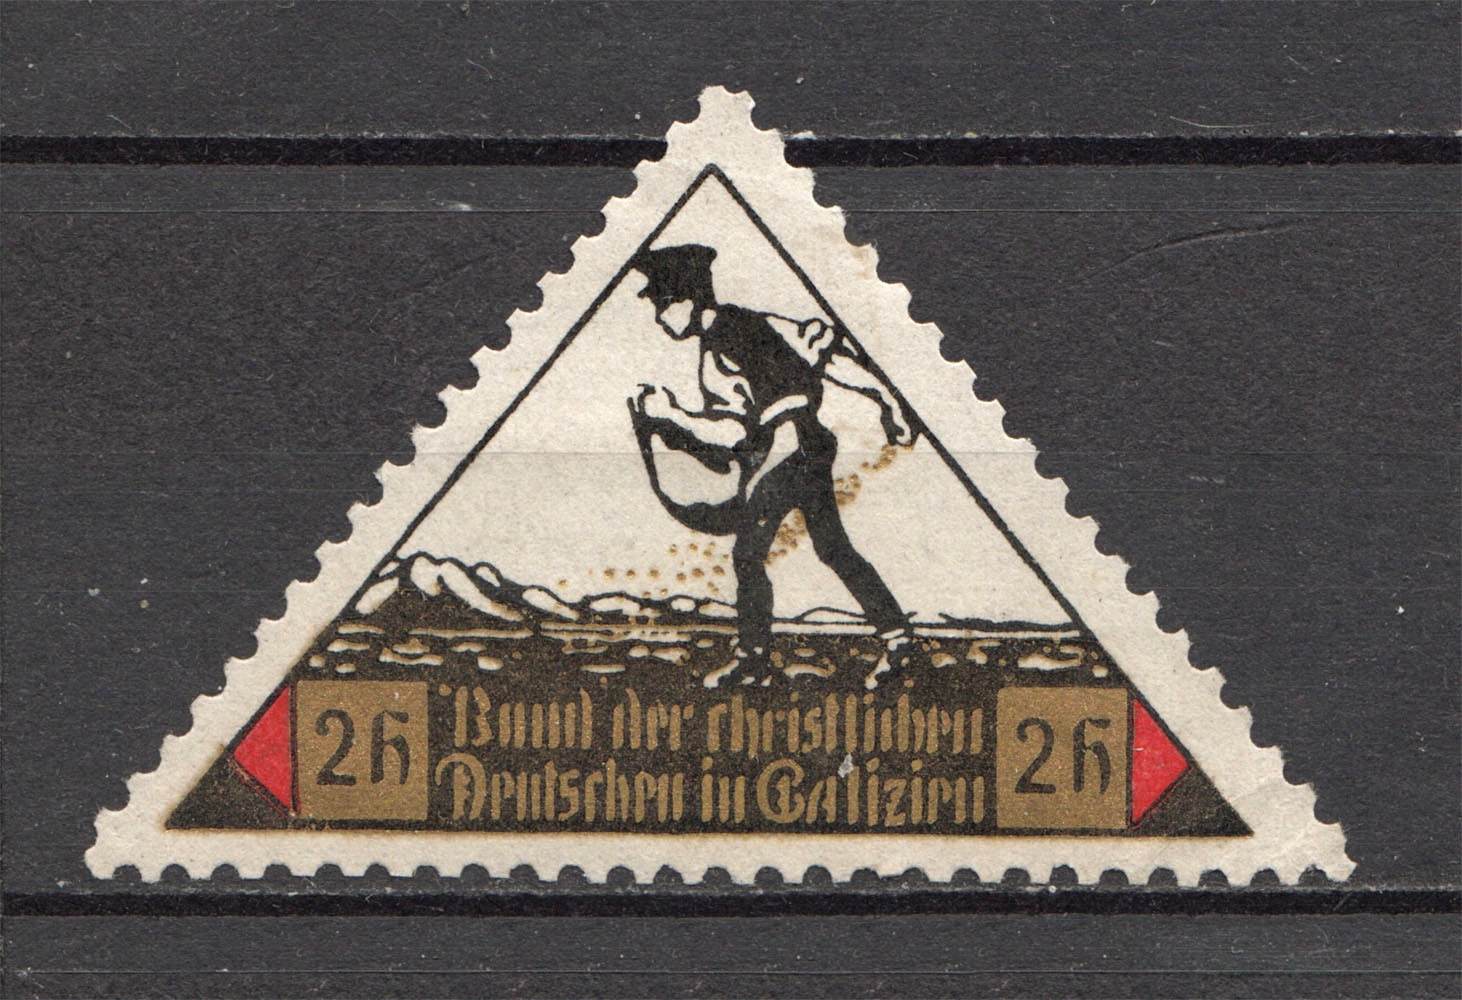 2h Bund der christlichen 2h
Deutschen in Galizien